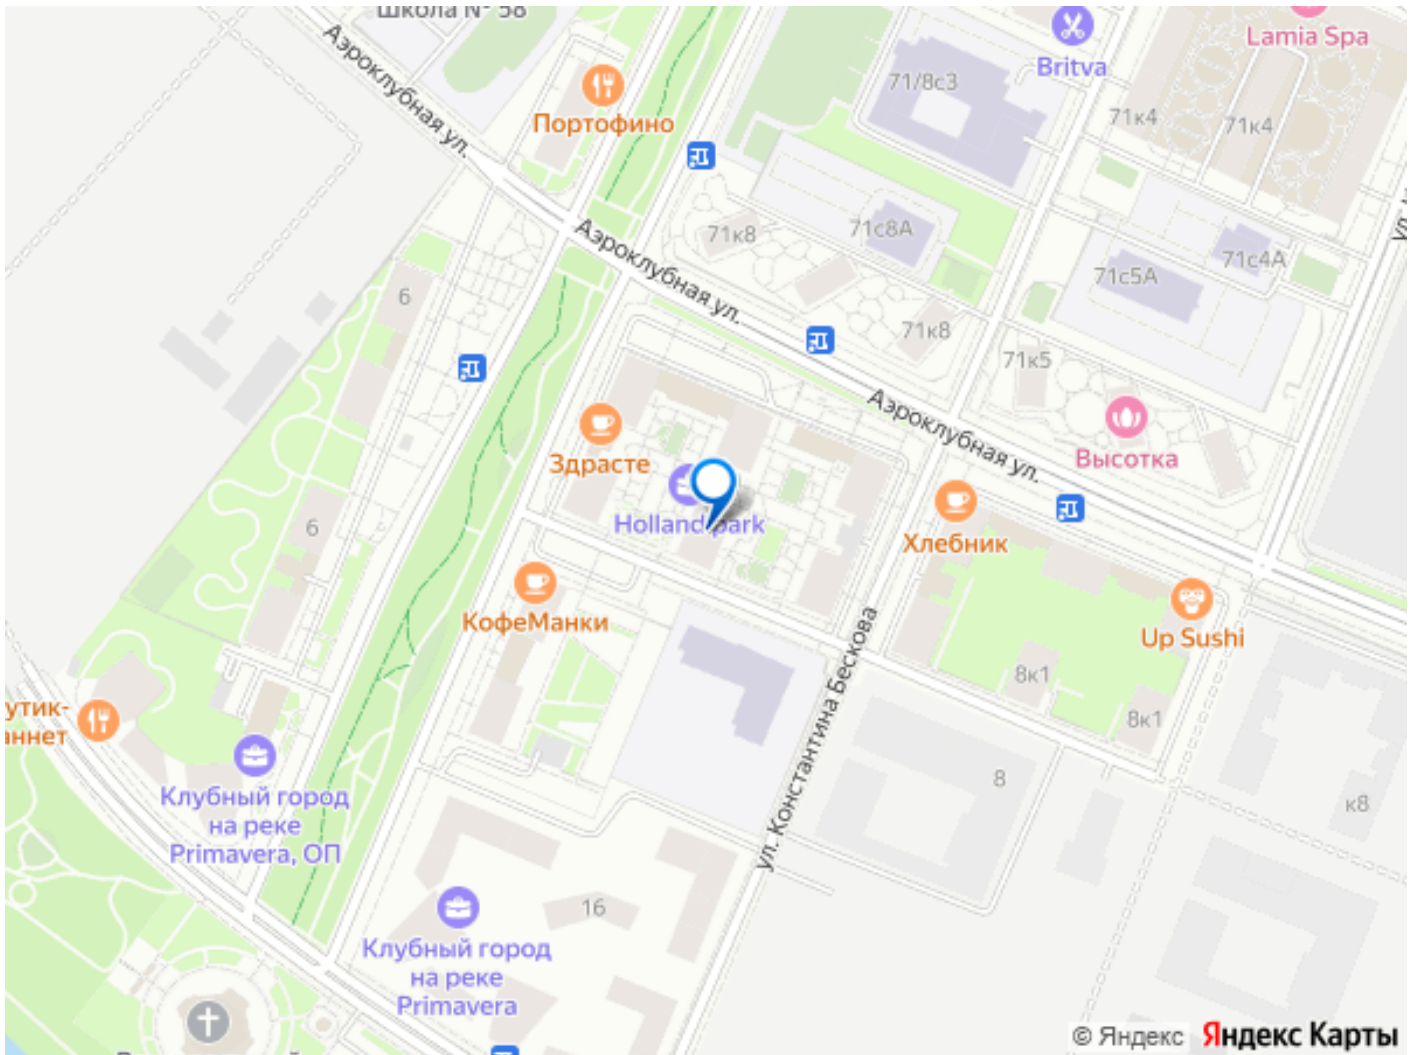 Школа № 58
Lamia Spa
Аэроклубная ул.
Britva
71/8с3
Портофино
71к4
71к4
71к8
71с8А
Аэроклубная ул.
71с4А
71с5А
6
71к8
71к5
Аэроклубная ул.
Высотка
Здрасте
Holland park
6
Хлебник
КофеМанки
Up Sushi
ул. Константина Бескова
8к1
8к1
Клубный город
на реке
Primavera, ОП
8
к8
16
Клубный город
на реке
Primavera
© Яндекс Яндекс Карты